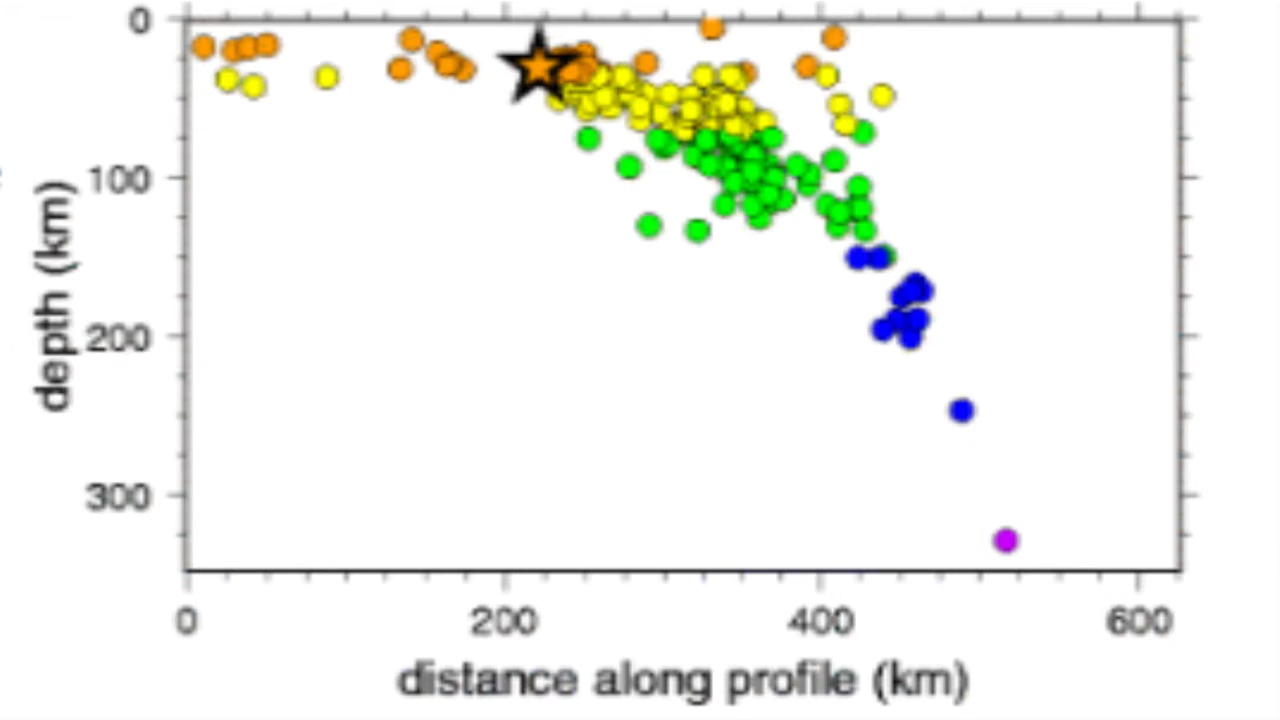 0
100
200
300
depth (km)
0 200 400 600
distance along profile (km)